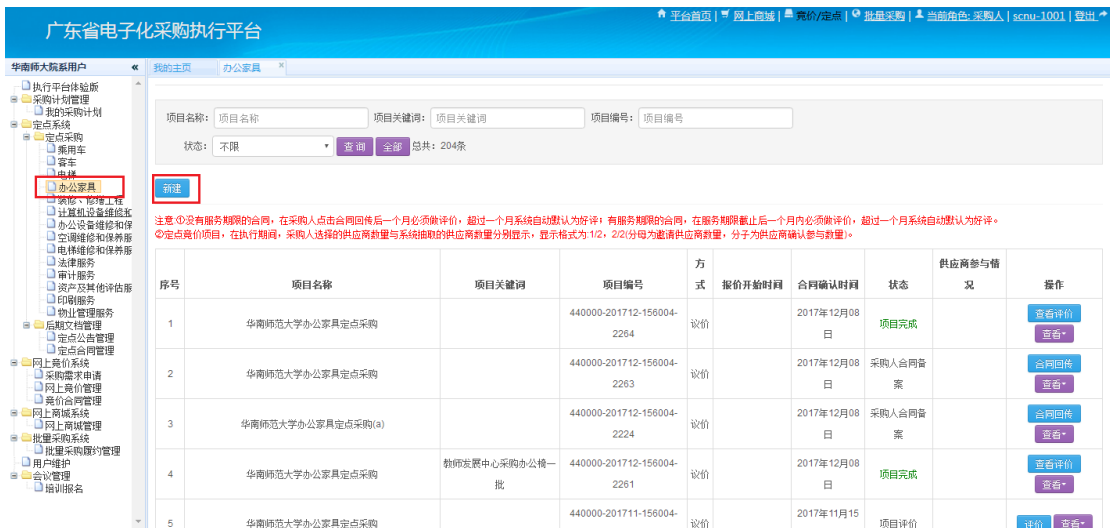 平台首页 | 网上商城 | 竞价/定点 | 批量采购 | 当前角色: 采购人 | scnu-1001 | 登出
广东省电子化采购执行平台
华南师大院系用户 «
我的主页 办公家具 ×
执行平台体验版
采购计划管理
我的采购计划
定点系统
定点采购
乘用车
客车
电梯
办公家具
装修、修缮工程
计算机设备维修和
办公设备维修和保
空调维修和保养服
电梯维修和保养服
法律服务
审计服务
资产及其他评估服
印刷服务
物业管理服务
后期文档管理
定点公告管理
定点合同管理
网上竞价系统
采购需求申请
网上竞价管理
竞价合同管理
网上商城系统
网上商城管理
批量采购系统
批量采购履约管理
用户维护
会议管理
培训报名
项目名称: 项目名称 项目关键词: 项目关键词 项目编号: 项目编号
状态: 不限 查询 全部 总共: 204条
新建
注意:①没有服务期限的合同，在采购人点击合同回传后一个月必须做评价，超过一个月系统自动默认为好评；有服务期限的合同，在服务期限截止后一个月内必须做评价，超过一个月系统自动默认为好评。
②定点竞价项目，在执行期间，采购人选择的供应商数量与系统抽取的供应商数量分别显示，显示格式为:1/2，2/2(分母为邀请供应商数量，分子为供应商确认参与数量)。
序号 项目名称 项目关键词 项目编号 方式 报价开始时间 合同确认时间 状态 供应商参与情况 操作
1 华南师范大学办公家具定点采购 440000-201712-156004-2264 议价 2017年12月08日 项目完成 查看评价 查看
2 华南师范大学办公家具定点采购 440000-201712-156004-2263 议价 2017年12月08日 采购人合同备案 合同回传 查看
3 华南师范大学办公家具定点采购(a) 440000-201712-156004-2224 议价 2017年12月08日 采购人合同备案 合同回传 查看
4 华南师范大学办公家具定点采购 教师发展中心采购办公椅一批 440000-201712-156004-2261 议价 2017年12月08日 项目完成 查看评价 查看
5 华南师范大学办公家具定点采购 440000-201711-156004- 议价 2017年11月15 项目评价 评价 查看